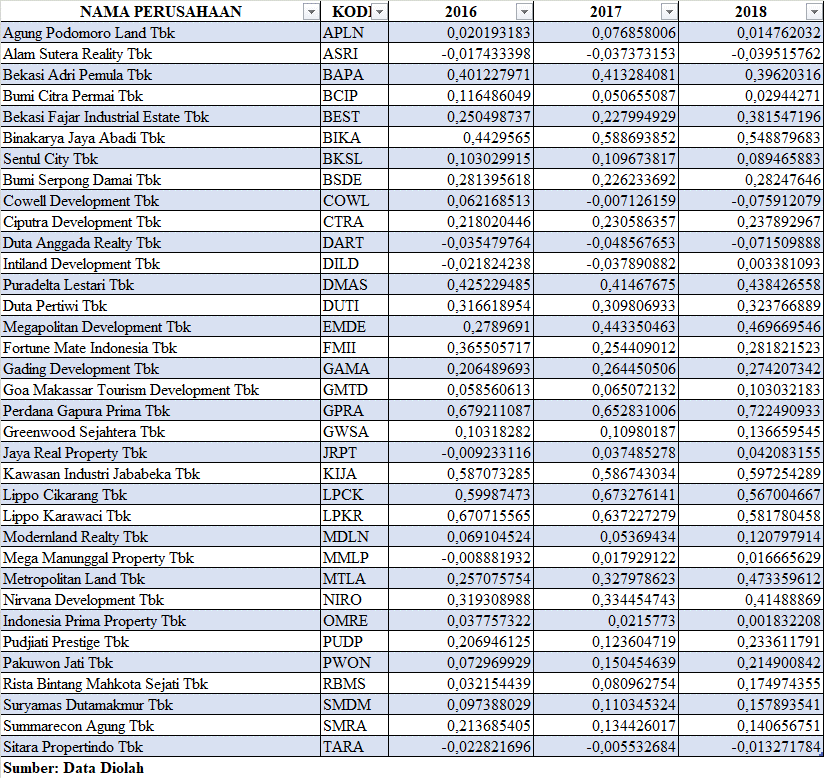 NAMA PERUSAHAAN KODI 2016 2017 2018
Agung Podomoro Land Tbk APLN 0,020193183 0,076858006 0,014762032
Alam Sutera Reality Tbk ASRI -0,017433398 -0,037373153 -0,039515762
Bekasi Adri Pemula Tbk BAPA 0,401227971 0,413284081 0,39620316
Bumi Citra Permai Tbk BCIP 0,116486049 0,050655087 0,02944271
Bekasi Fajar Industrial Estate Tbk BEST 0,250498737 0,227994929 0,381547196
Binakarya Jaya Abadi Tbk BIKA 0,4429565 0,588693852 0,548879683
Sentul City Tbk BKSL 0,103029915 0,109673817 0,089465883
Bumi Serpong Damai Tbk BSDE 0,281395618 0,226233692 0,28247646
Cowell Development Tbk COWL 0,062168513 -0,007126159 -0,075912079
Ciputra Development Tbk CTRA 0,218020446 0,230586357 0,237892967
Duta Anggada Realty Tbk DART -0,035479764 -0,048567653 -0,071509888
Intiland Development Tbk DILD -0,021824238 -0,037890882 0,003381093
Puradelta Lestari Tbk DMAS 0,425229485 0,41467675 0,438426558
Duta Pertiwi Tbk DUTI 0,316618954 0,309806933 0,323766889
Megapolitan Development Tbk EMDE 0,2789691 0,443350463 0,469669546
Fortune Mate Indonesia Tbk FMII 0,365505717 0,254409012 0,281821523
Gading Development Tbk GAMA 0,206489693 0,264450506 0,274207342
Goa Makassar Tourism Development Tbk GMTD 0,058560613 0,065072132 0,103032183
Perdana Gapura Prima Tbk GPRA 0,679211087 0,652831006 0,722490933
Greenwood Sejahtera Tbk GWSA 0,10318282 0,10980187 0,136659545
Jaya Real Property Tbk JRPT -0,009233116 0,037485278 0,042083155
Kawasan Industri Jababeka Tbk KIJA 0,587073285 0,586743034 0,597254289
Lippo Cikarang Tbk LPCK 0,59987473 0,673276141 0,567004667
Lippo Karawaci Tbk LPKR 0,670715565 0,637227279 0,581780458
Modernland Realty Tbk MDLN 0,069104524 0,05369434 0,120797914
Mega Manunggal Property Tbk MMLP -0,008881932 0,017929122 0,016665629
Metropolitan Land Tbk MTLA 0,257075754 0,327978623 0,473359612
Nirvana Development Tbk NIRO 0,319308988 0,334454743 0,41488869
Indonesia Prima Property Tbk OMRE 0,037757322 0,0215773 0,001832208
Pudjiati Prestige Tbk PUDP 0,206946125 0,123604719 0,233611791
Pakuwon Jati Tbk PWON 0,072969929 0,150454639 0,214900842
Rista Bintang Mahkota Sejati Tbk RBMS 0,032154439 0,080962754 0,174974355
Suryamas Dutamakmur Tbk SMDM 0,097388029 0,110345324 0,157893541
Summarecon Agung Tbk SMRA 0,213685405 0,134426017 0,140656751
Sitara Propertindo Tbk TARA -0,022821696 -0,005532684 -0,013271784
Sumber: Data Diolah